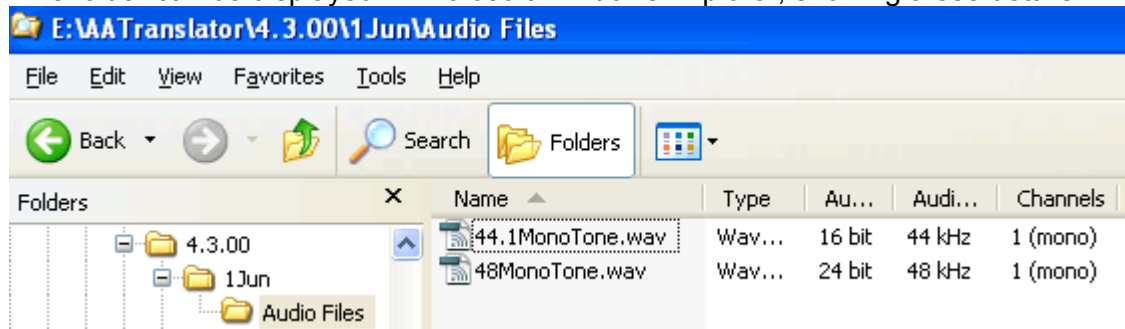 E:\AATranslator\4.3.00\1Jun\Audio Files
File Edit View Favorites Tools Help
Back Search Folders
Folders × Name Type Au... Audi... Channels
4.3.00 44.1MonoTone.wav Wav... 16 bit 44 kHz 1 (mono)
1Jun 48MonoTone.wav Wav... 24 bit 48 kHz 1 (mono)
Audio Files